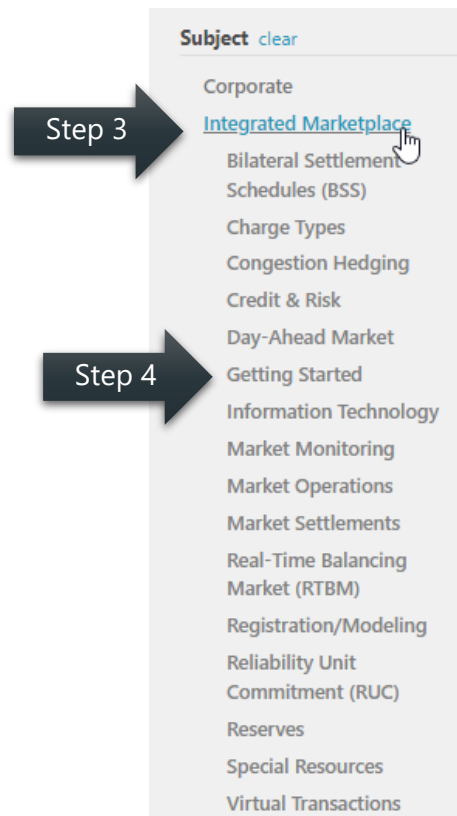 Subject clear
Corporate
Step 3
Integrated Marketplace
Bilateral Settlement
Schedules (BSS)
Charge Types
Congestion Hedging
Credit & Risk
Day-Ahead Market
Step 4
Getting Started
Information Technology
Market Monitoring
Market Operations
Market Settlements
Real-Time Balancing
Market (RTBM)
Registration/Modeling
Reliability Unit
Commitment (RUC)
Reserves
Special Resources
Virtual Transactions